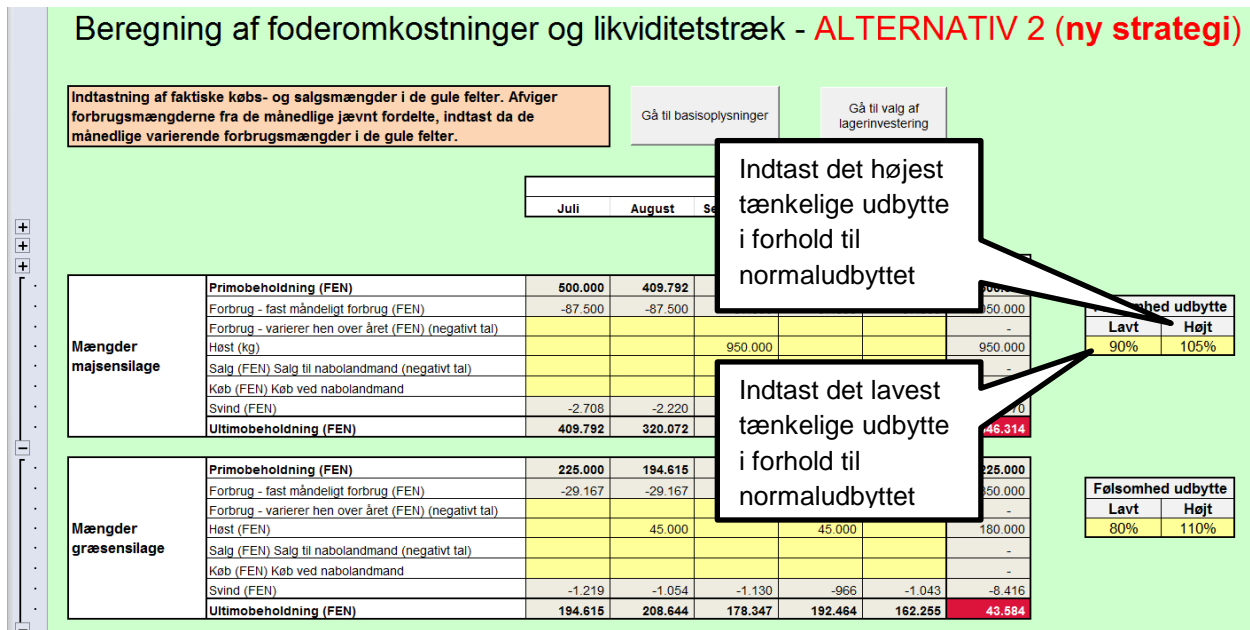 Beregning af foderomkostninger og likviditetstræk - ALTERNATIV 2 (ny strategi)
Indtastning af faktiske købs- og salgsmængder i de gule felter. Afviger
forbrugsmængderne fra de månedlige jævnt fordelte, indtast da de
månedlige varierende forbrugsmængder i de gule felter.
Gå til basisoplysninger
Gå til valg af
lagerinvestering
Indtast det højest
tænkelige udbytte
i forhold til
normaludbyttet
Juli August
Mængder
majsensilage
Primobeholdning (FEN) 500.000 409.792
Forbrug - fast måndeligt forbrug (FEN) -87.500 -87.500
Forbrug - varierer hen over året (FEN) (negativt tal) -
Høst (kg) 950.000 950.000
Salg (FEN) Salg til nabolandmand (negativt tal) -
Køb (FEN) Køb ved nabolandmand
Svind (FEN) -2.708 -2.220
Ultimobeholdning (FEN) 409.792 320.072
udbytte
Lavt Højt
90% 105%
Indtast det lavest
tænkelige udbytte
i forhold til
normaludbyttet
Mængder
græsensilage
Primobeholdning (FEN) 225.000 194.615 225.000
Forbrug - fast måndeligt forbrug (FEN) -29.167 -29.167
Forbrug - varierer hen over året (FEN) (negativt tal) -
Høst (FEN) 45.000 45.000 180.000
Salg (FEN) Salg til nabolandmand (negativt tal) -
Køb (FEN) Køb ved nabolandmand -
Svind (FEN) -1.219 -1.054 -1.130 -966 -1.043 -8.416
Ultimobeholdning (FEN) 194.615 208.644 178.347 192.464 162.255 43.584
Følsomhed udbytte
Lavt Højt
80% 110%